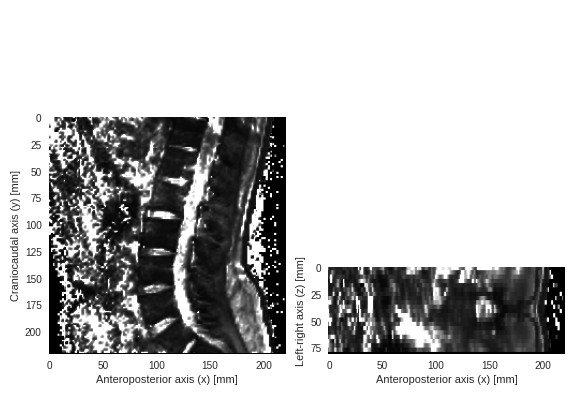 0
25
50
75
100
125
150
175
200
Craniocaudal axis (y) [mm]
0 50 100 150 200
Anteroposterior axis (x) [mm]
0
25
50
75
Left-right axis (z) [mm]
0 50 100 150 200
Anteroposterior axis (x) [mm]